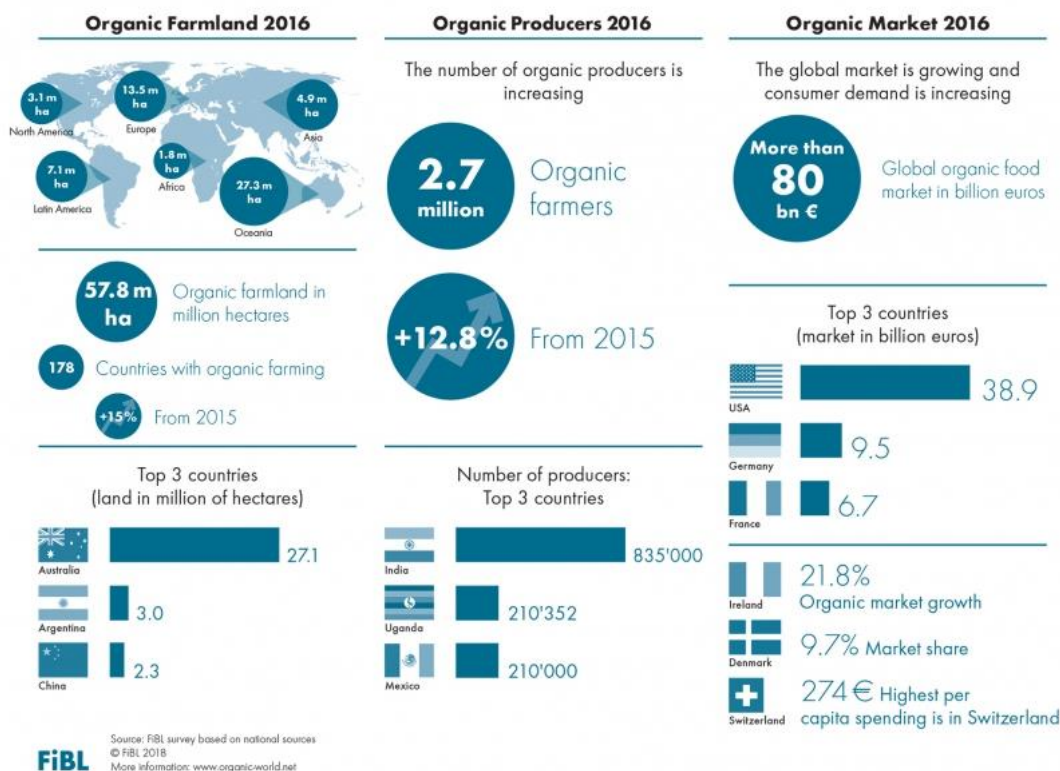 Organic Farmland 2016
3.1 m
ha
North America
13.5 m
ha
Europe
4.9 m
ha
Asia
7.1 m
ha
Latin America
1.8 m
ha
Africa
27.3 m
ha
Oceania
57.8 m
ha
Organic farmland in
million hectares
178
Countries with organic farming
+15%
From 2015
Top 3 countries
(land in million of hectares)
Australia
27.1
Argentina
3.0
China
2.3
Organic Producers 2016
The number of organic producers is
increasing
2.7
million
Organic
farmers
+12.8%
From 2015
Number of producers:
Top 3 countries
India
835'000
Uganda
210'352
Mexico
210'000
Organic Market 2016
The global market is growing and
consumer demand is increasing
More than
80
bn €
Global organic food
market in billion euros
Top 3 countries
(market in billion euros)
USA
38.9
Germany
9.5
France
6.7
Ireland
21.8%
Organic market growth
Denmark
9.7% Market share
Switzerland
274 € Highest per
capita spending is in Switzerland
FiBL
Source: FiBL survey based on national sources
© FiBL 2018
More information: www.organic-world.net